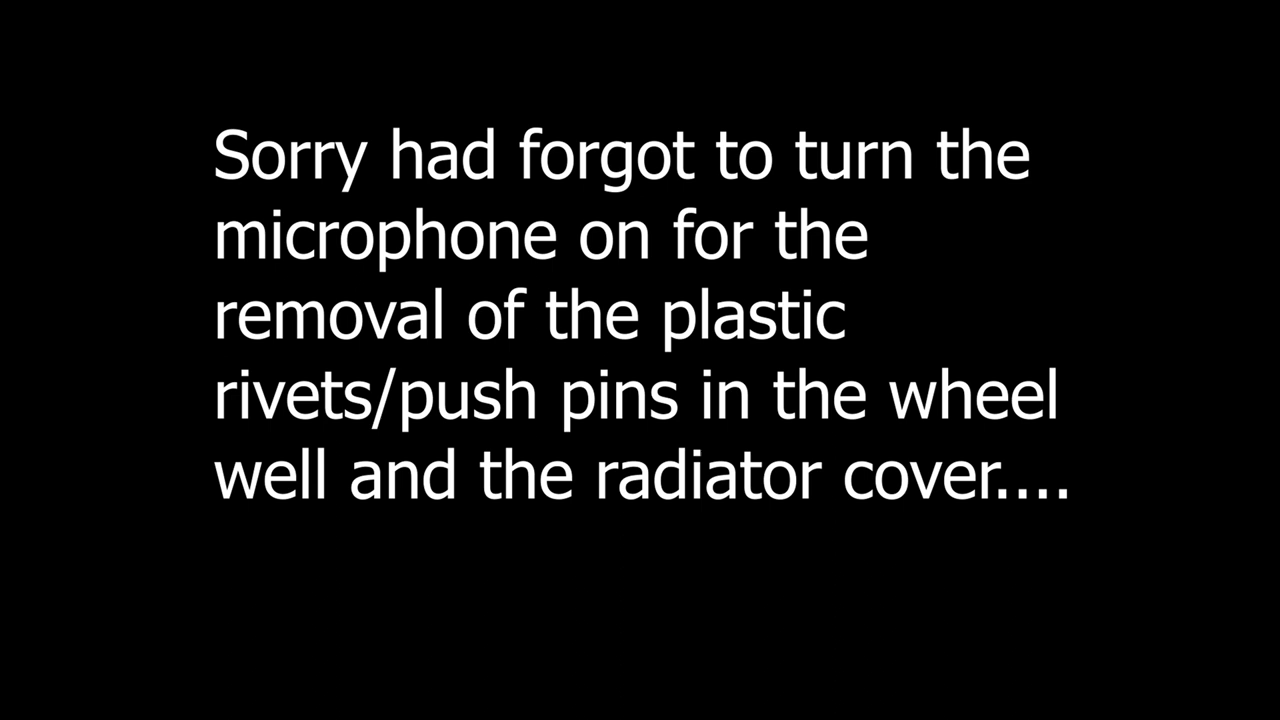 Sorry had forgot to turn the
microphone on for the
removal of the plastic
rivets/push pins in the wheel
well and the radiator cover....